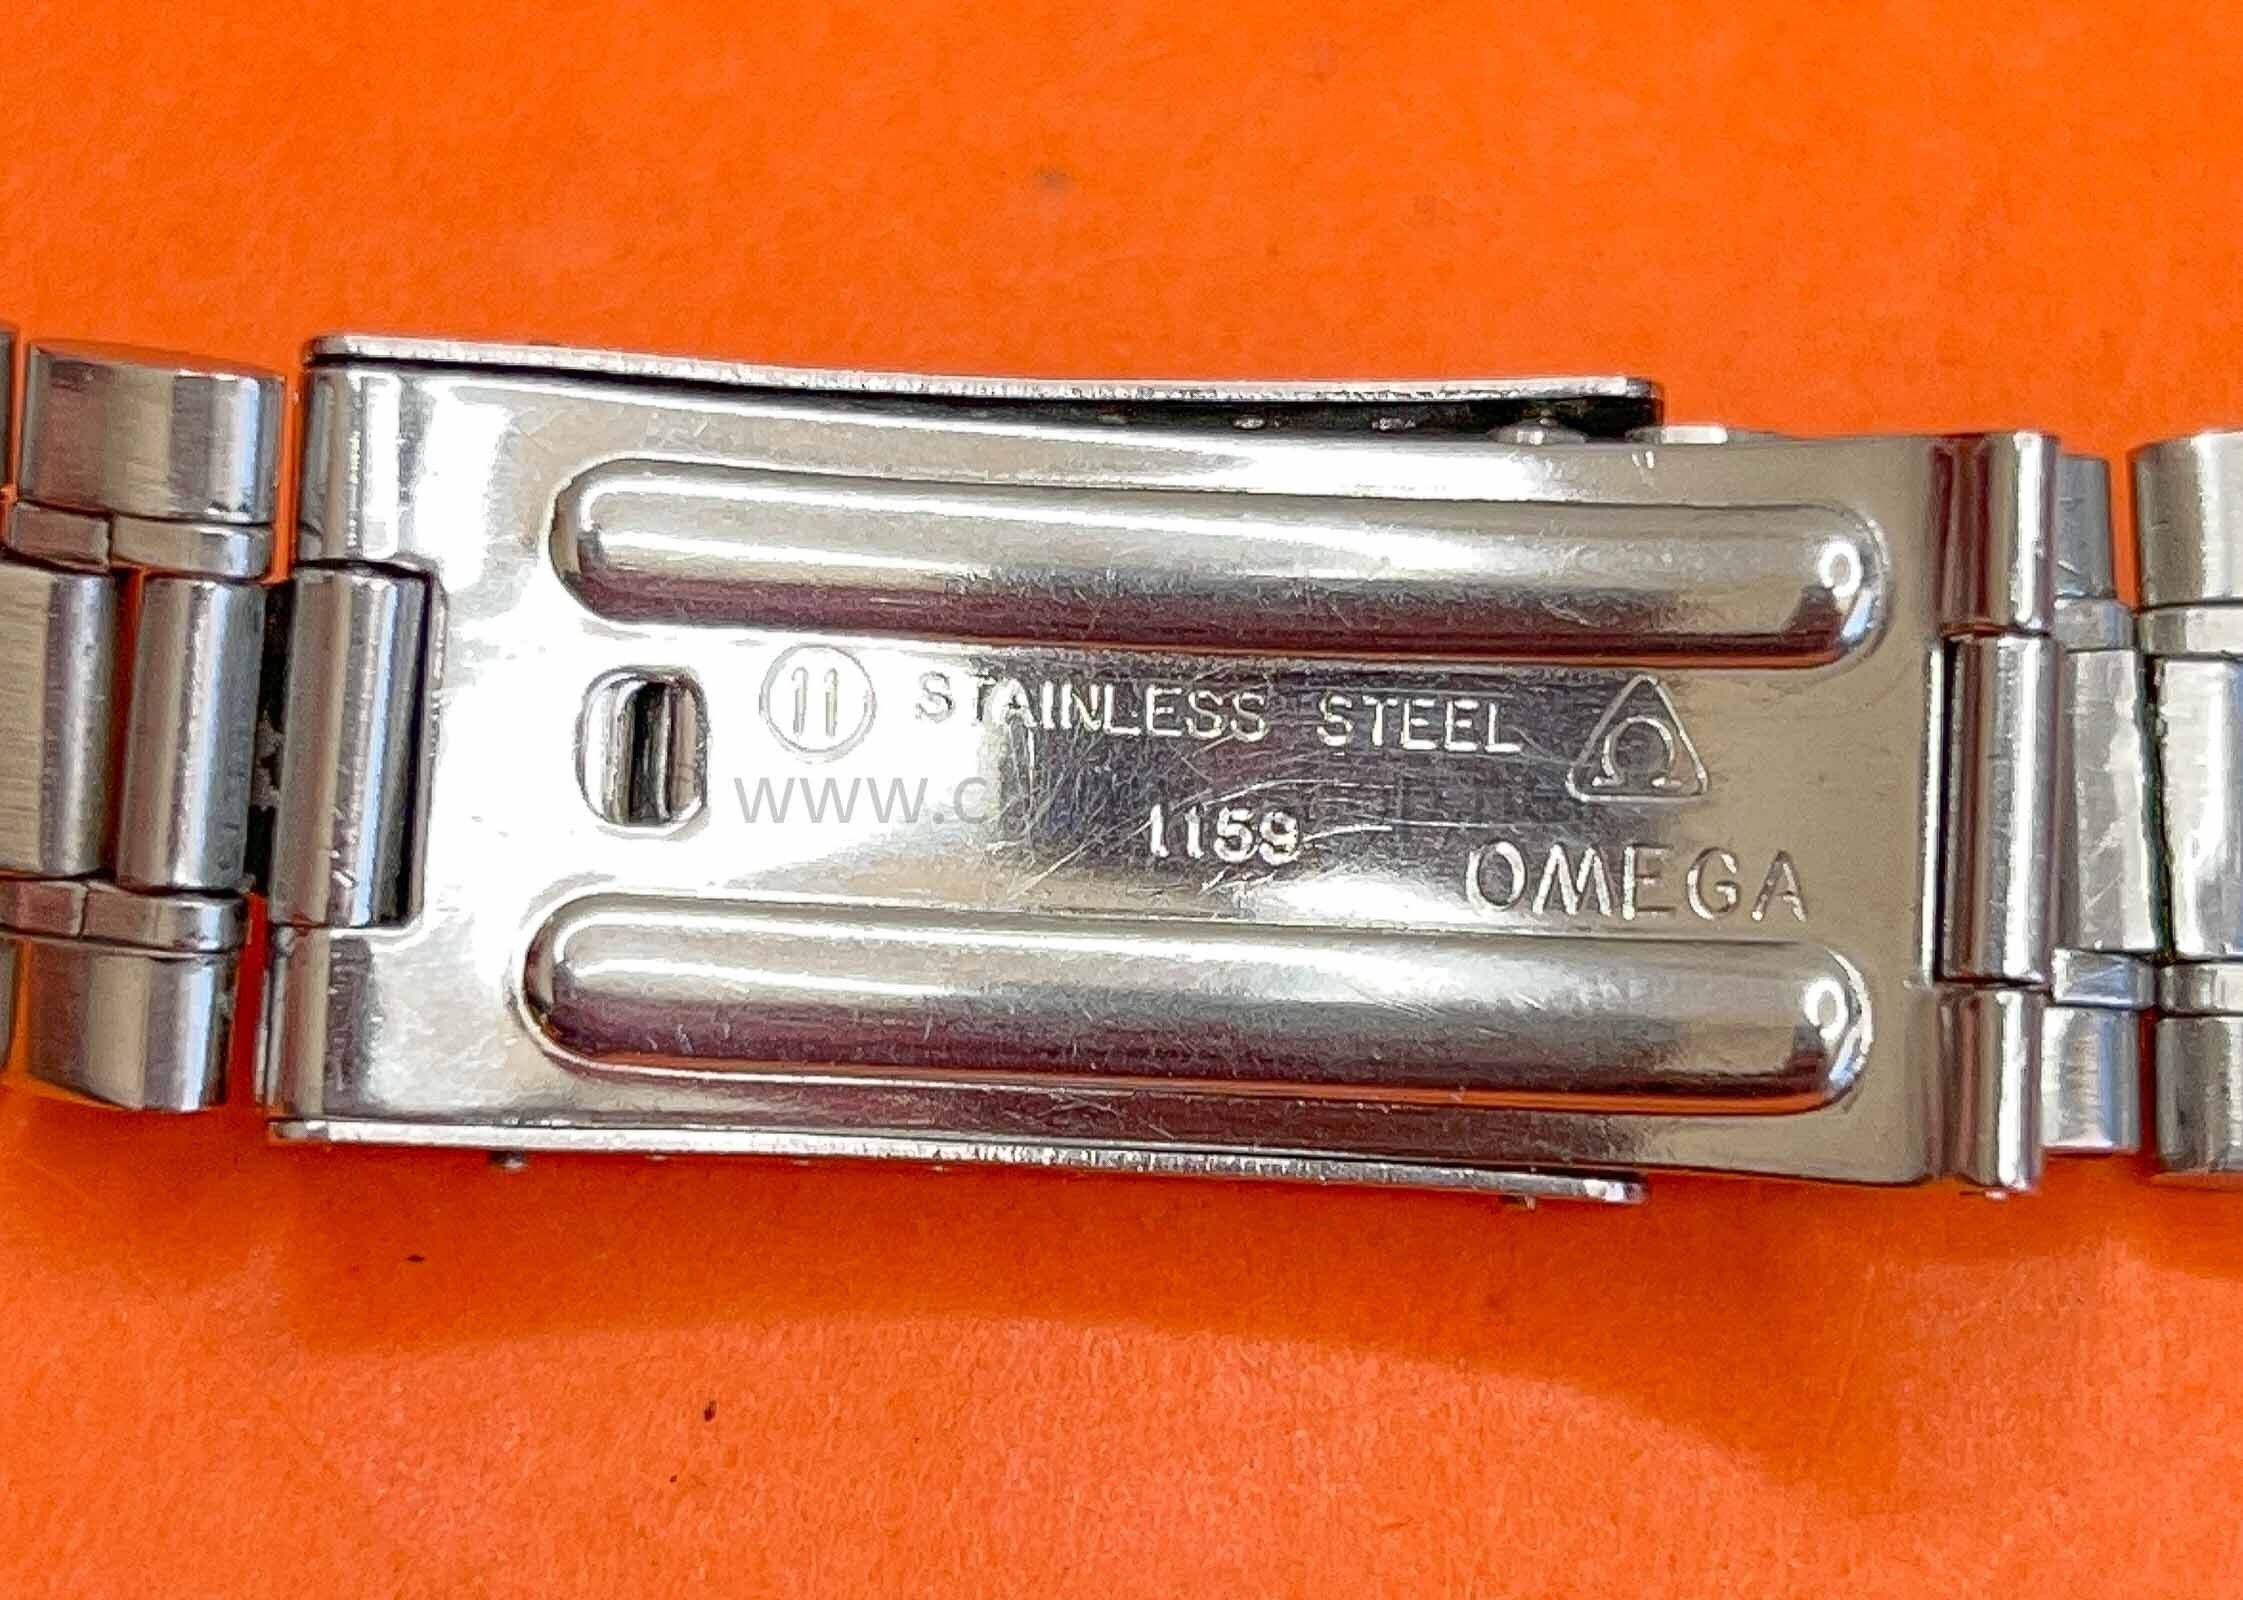 11 STAINLESS STEEL Ω
1159
OMEGA